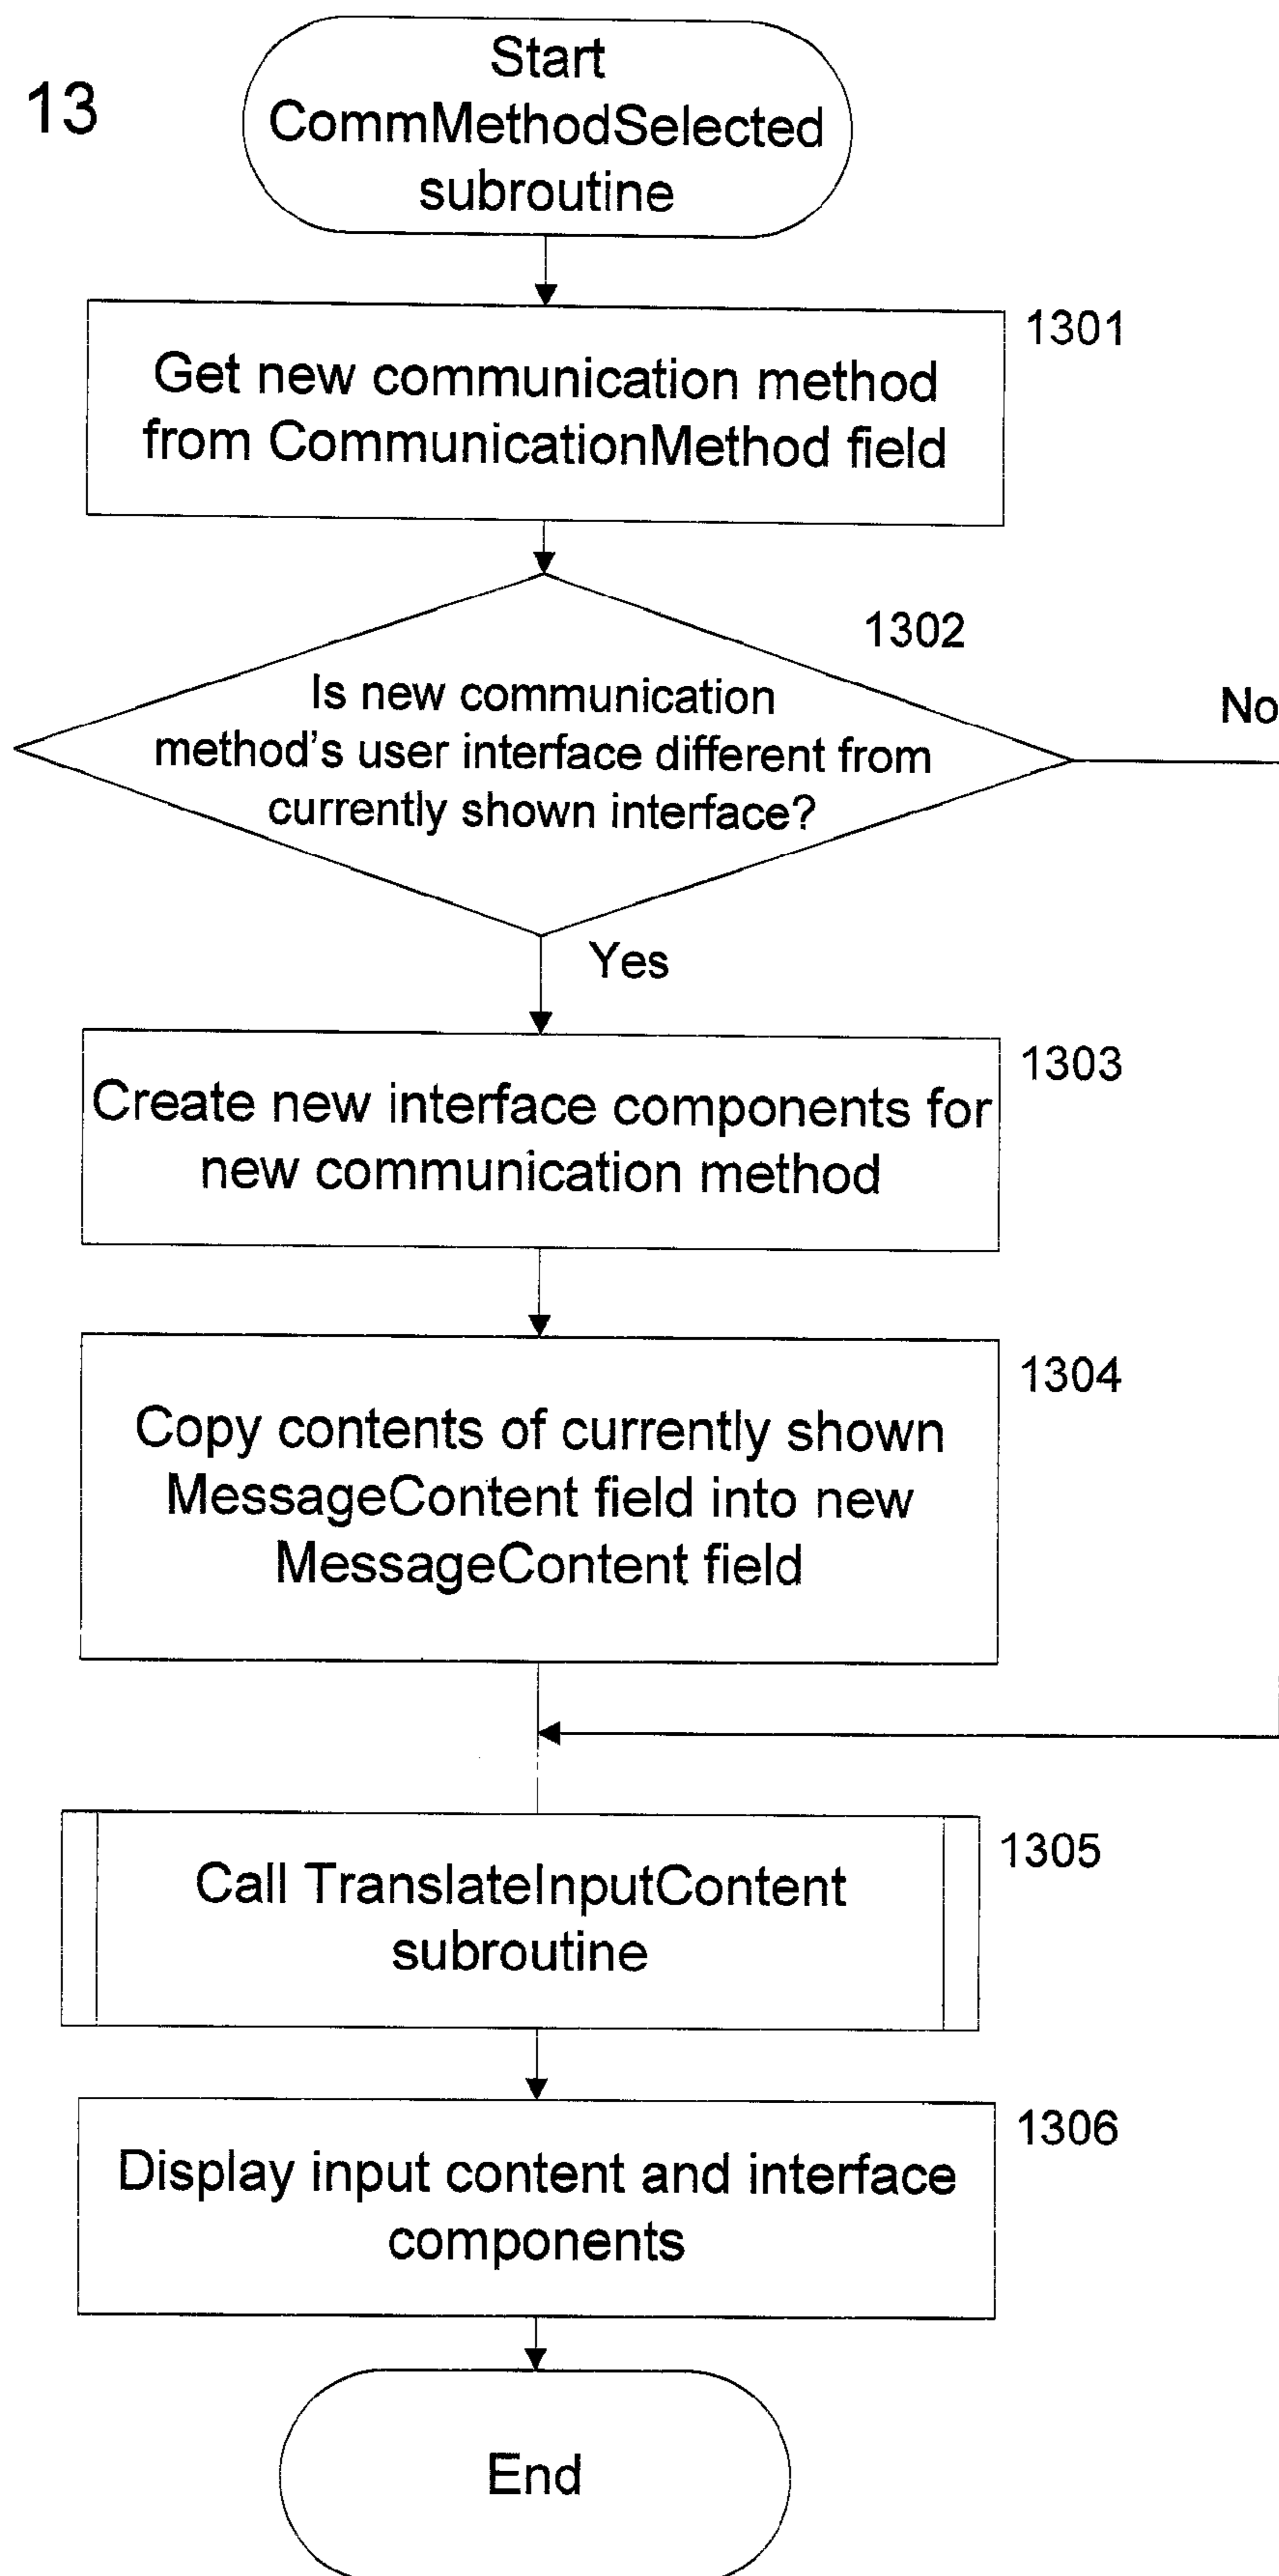 13
Start
CommMethodSelected
subroutine
1301
Get new communication method
from CommunicationMethod field
1302
Is new communication
method's user interface different from
currently shown interface?
No
Yes
1303
Create new interface components for
new communication method
1304
Copy contents of currently shown
MessageContent field into new
MessageContent field
1305
Call TranslateInputContent
subroutine
1306
Display input content and interface
components
End